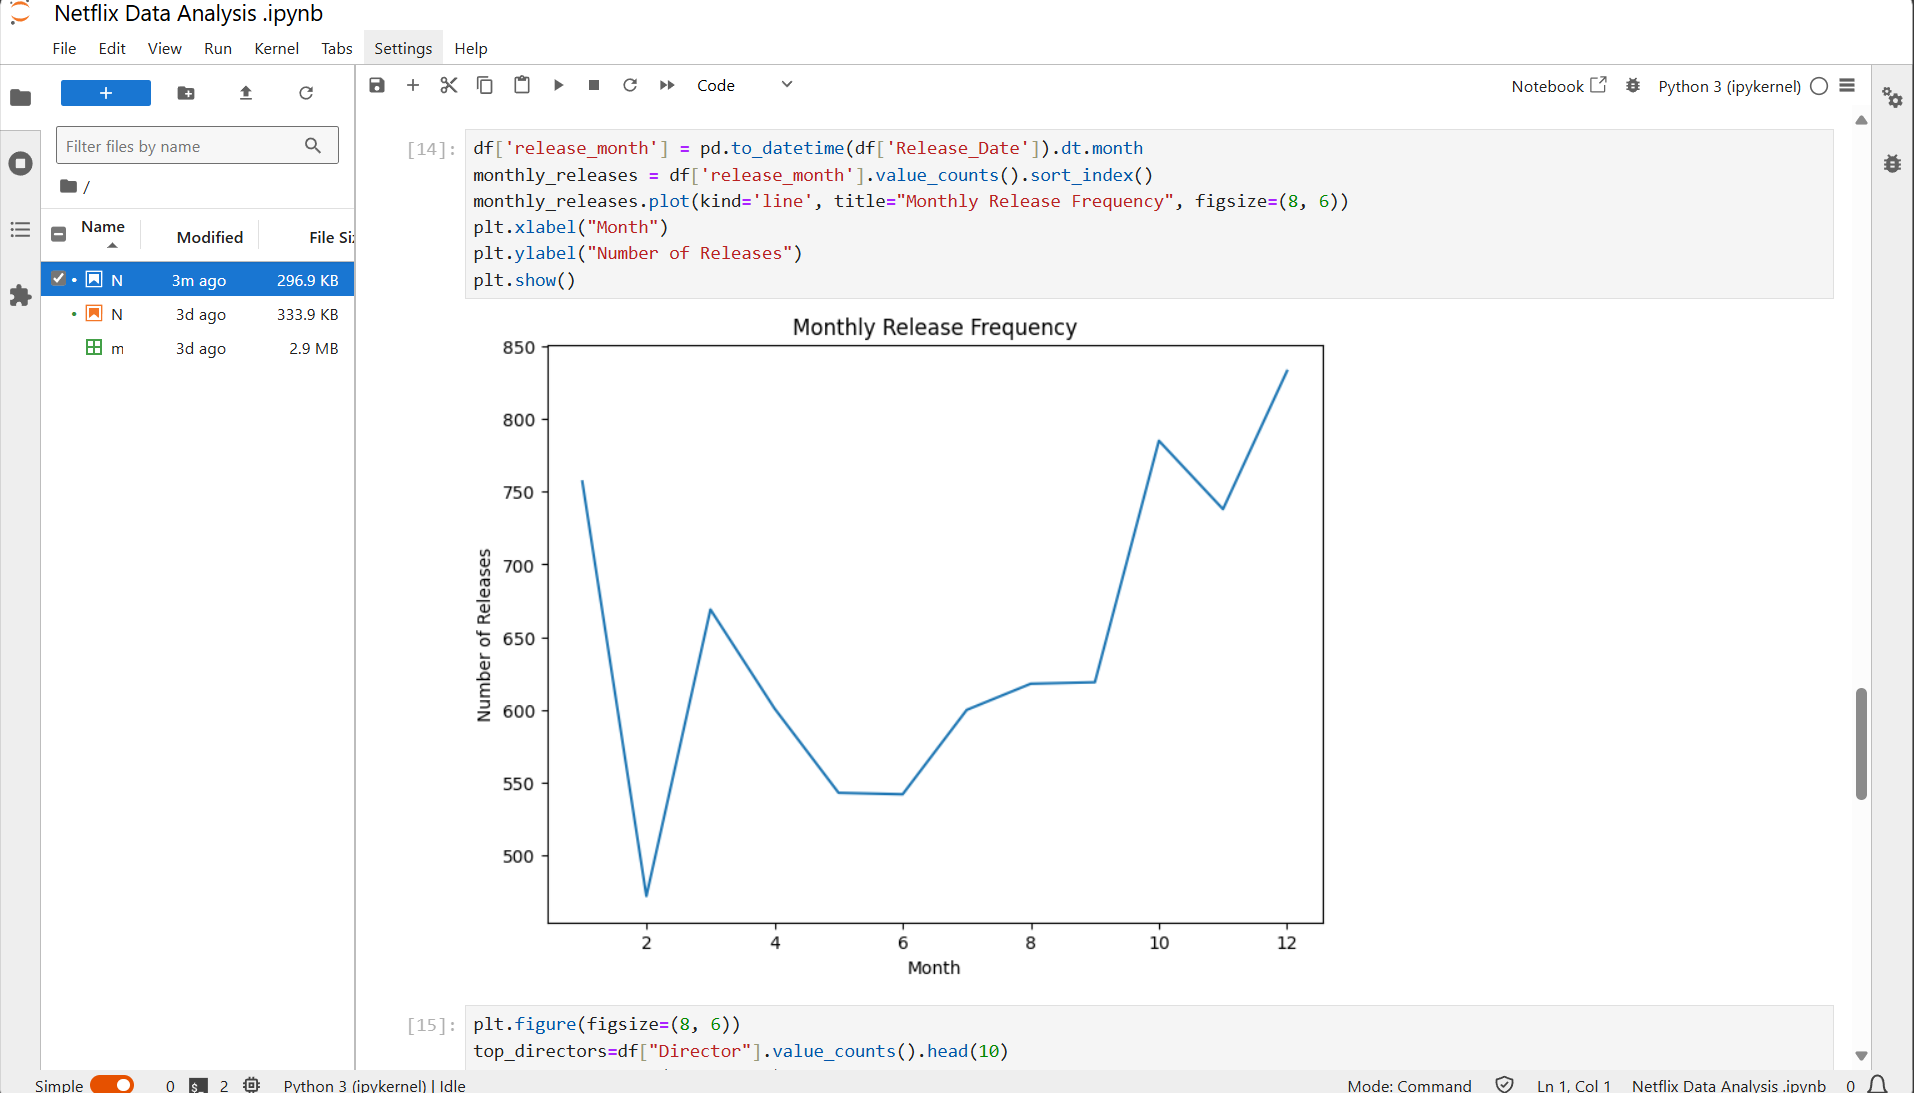 Netflix Data Analysis .ipynb
File Edit View Run Kernel Tabs Settings Help
+
Filter files by name
/
Name Modified File Si
N 3m ago 296.9 KB
N 3d ago 333.9 KB
m 3d ago 2.9 MB
Code
Notebook Python 3 (ipykernel)
[14]:
df['release_month'] = pd.to_datetime(df['Release_Date']).dt.month
monthly_releases = df['release_month'].value_counts().sort_index()
monthly_releases.plot(kind='line', title="Monthly Release Frequency", figsize=(8, 6))
plt.xlabel("Month")
plt.ylabel("Number of Releases")
plt.show()
Monthly Release Frequency
850
800
750
700
650
600
550
500
Number of Releases
2 4 6 8 10 12
Month
[15]:
plt.figure(figsize=(8, 6))
top_directors=df["Director"].value_counts().head(10)
Simple 0 $_ 2 Python 3 (ipykernel) | Idle Mode: Command Ln 1, Col 1 Netflix Data Analysis .ipynb 0